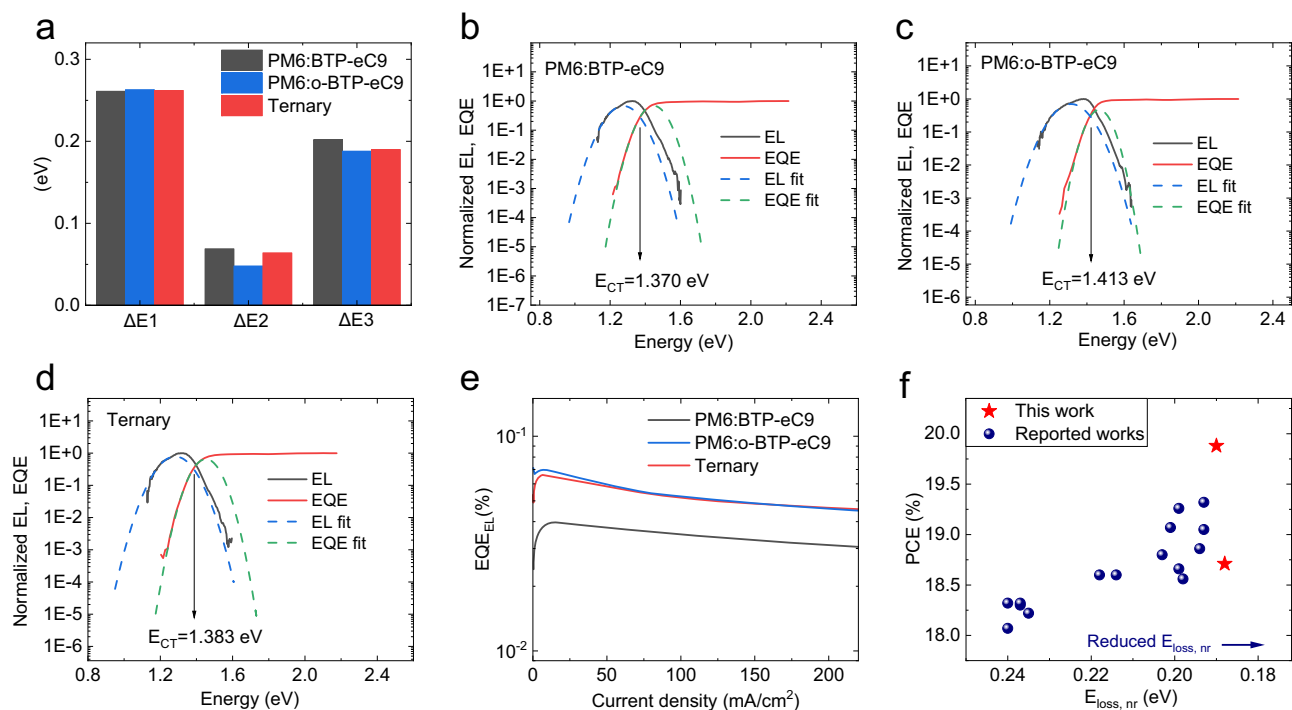 a
0.3
0.2
0.1
0.0
(eV)
PM6:BTP-eC9
PM6:o-BTP-eC9
Ternary
ΔE1
ΔE2
ΔE3
b
PM6:BTP-eC9
Normalized EL, EQE
1E+1
1E+0
1E-1
1E-2
1E-3
1E-4
1E-5
1E-6
1E-7
EL
EQE
EL fit
EQE fit
E_CT=1.370 eV
0.8
1.2
1.6
2.0
2.4
Energy (eV)
c
PM6:o-BTP-eC9
Normalized EL, EQE
1E+2
1E+1
1E+0
1E-1
1E-2
1E-3
1E-4
1E-5
1E-6
EL
EQE
EL fit
EQE fit
E_CT=1.413 eV
0.8
1.2
1.6
2.0
2.4
Energy (eV)
d
Ternary
Normalized EL, EQE
1E+1
1E+0
1E-1
1E-2
1E-3
1E-4
1E-5
1E-6
EL
EQE
EL fit
EQE fit
E_CT=1.383 eV
0.8
1.2
1.6
2.0
2.4
Energy (eV)
e
EQE_EL(%)
10⁻¹
10⁻²
PM6:BTP-eC9
PM6:o-BTP-eC9
Ternary
0
50
100
150
200
Current density (mA/cm²)
f
This work
Reported works
PCE (%)
20.0
19.5
19.0
18.5
18.0
Reduced E_loss, nr
0.24
0.22
0.20
0.18
E_loss, nr (eV)